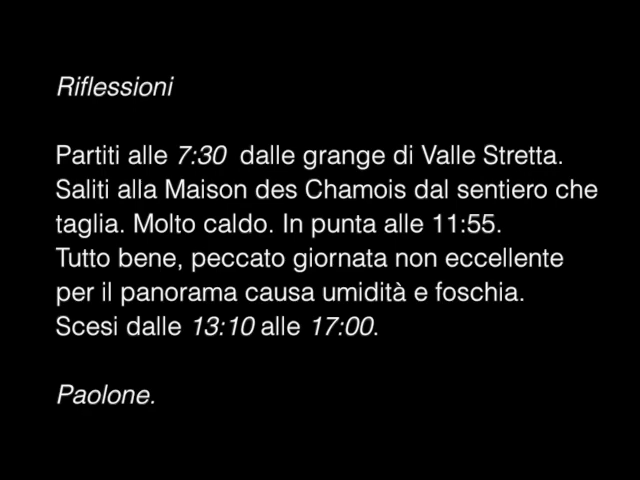 Riflessioni
Partiti alle 7:30 dalle grange di Valle Stretta.
Saliti alla Maison des Chamois dal sentiero che
taglia. Molto caldo. In punta alle 11:55.
Tutto bene, peccato giornata non eccellente
per il panorama causa umidità e foschia.
Scesi dalle 13:10 alle 17:00.
Paolone.